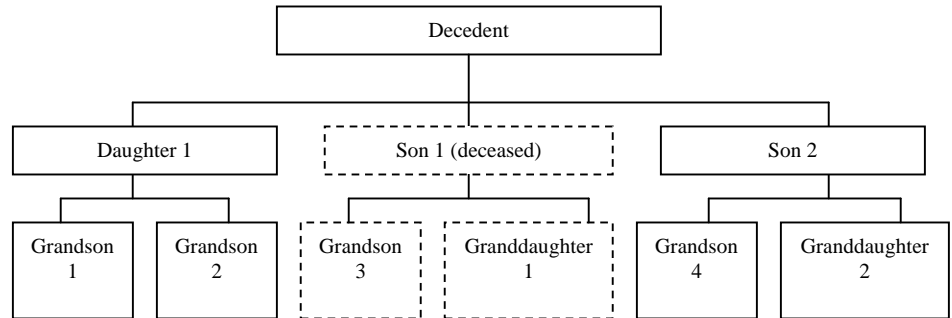 Decedent
Daughter 1
Son 1 (deceased)
Son 2
Grandson
1
Grandson
2
Grandson
3
Granddaughter
1
Grandson
4
Granddaughter
2